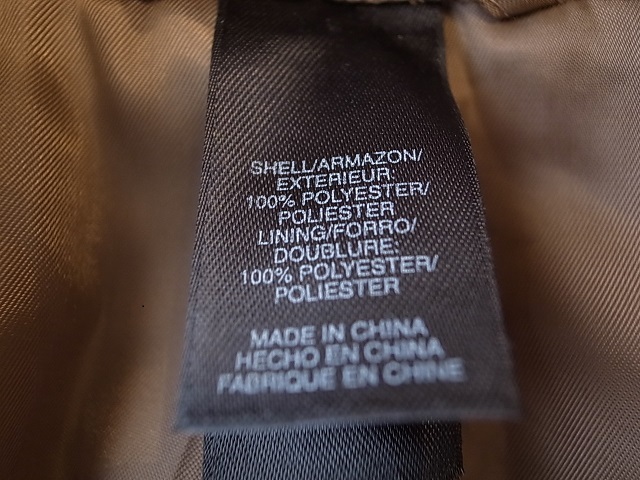 SHELL/ARMAZON/
EXTERIEUR:
100% POLYESTER/
POLIESTER
LINING/FORRO/
DOUBLURE:
100% POLYESTER/
POLIESTER
MADE IN CHINA
HECHO EN CHINA
FABRIQUE EN CHINE